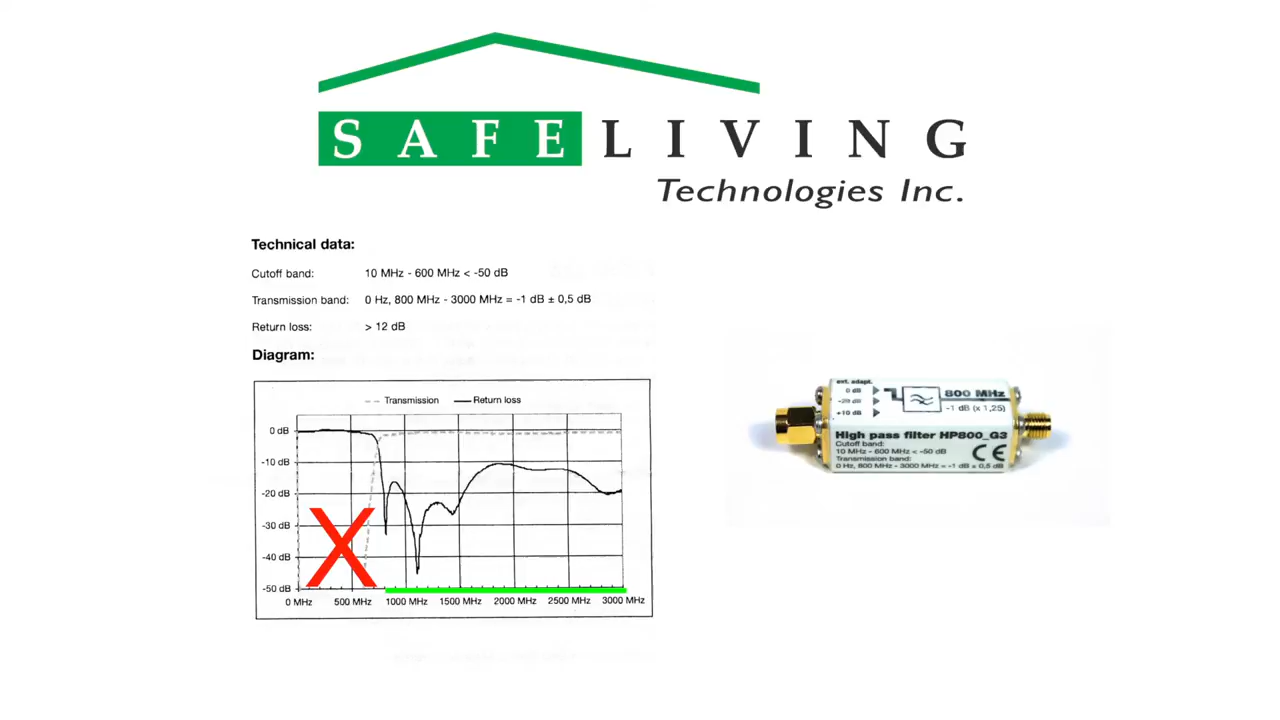 SAFELIVING
Technologies Inc.
Technical data:
Cutoff band: 10 MHz - 600 MHz < -50 dB
Transmission band: 0 Hz, 800 MHz - 3000 MHz = -1 dB ± 0,5 dB
Return loss: > 12 dB
Diagram:
Transmission Return loss
0 dB
-10 dB
-20 dB
-30 dB
-40 dB
-50 dB
0 MHz 500 MHz 1000 MHz 1500 MHz 2000 MHz 2500 MHz 3000 MHz
X
ext. adapt.
0 dB
-20 dB
+10 dB
800 MHz
-1 dB (x 1,25)
High pass filter HP800_G3
Cutoff band:
10 MHz - 600 MHz < -50 dB
Transmission band:
0 Hz, 800 MHz - 3000 MHz = -1 dB ± 0,5 dB
CE